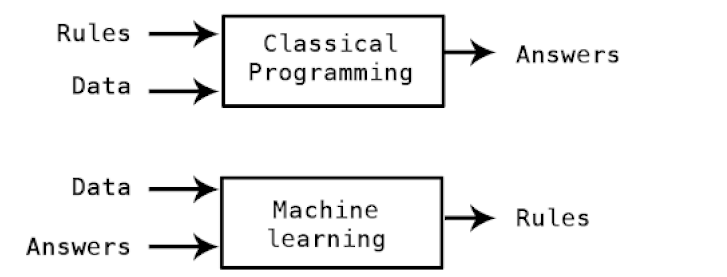 Rules
Data
Classical
Programming
Answers
Data
Answers
Machine
learning
Rules